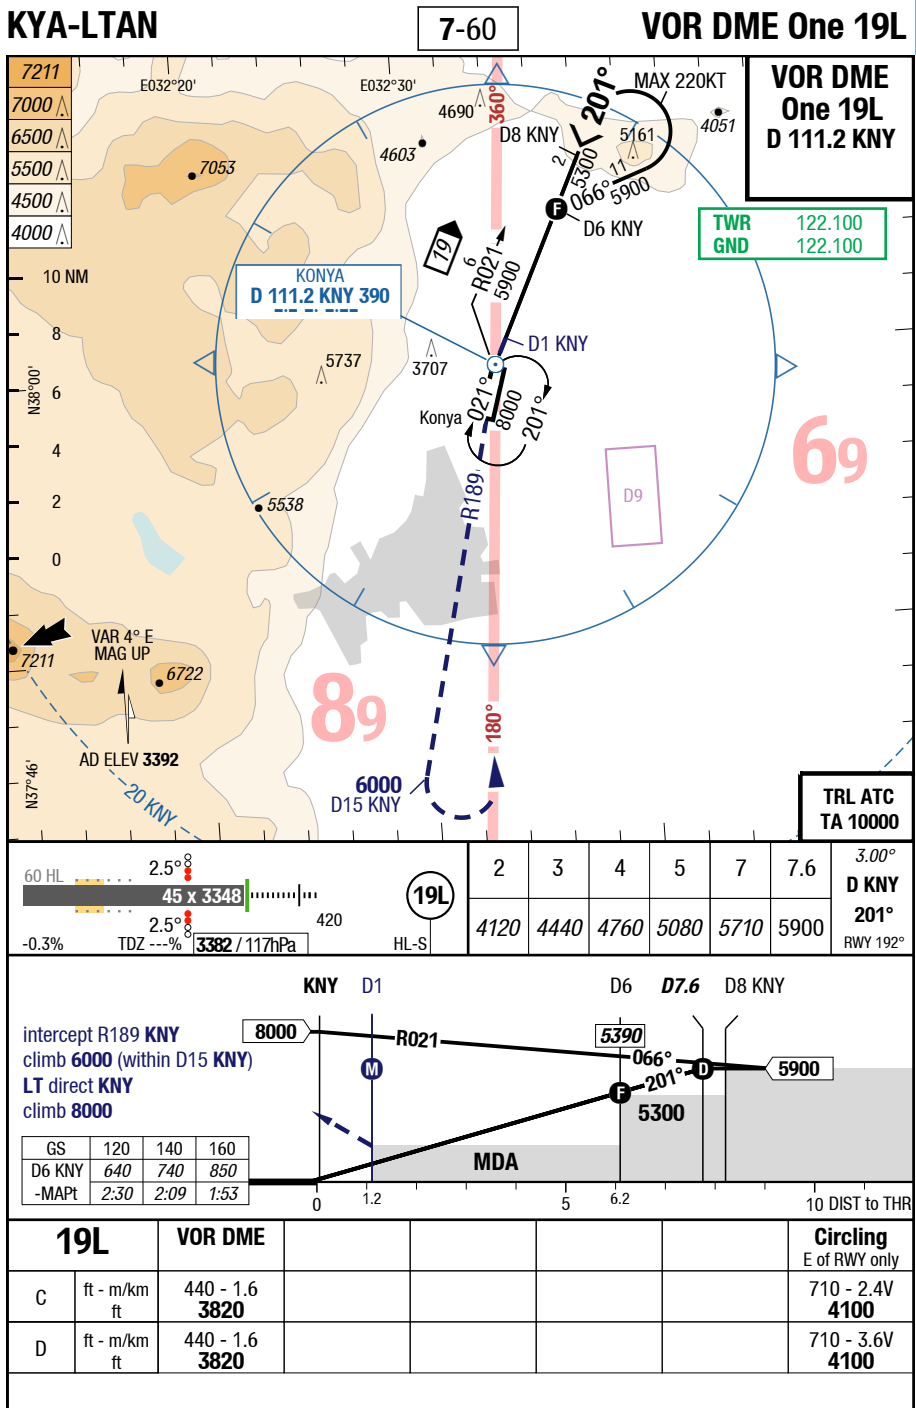 KYA-LTAN
7-60
VOR DME One 19L
7211
7000
6500
5500
4500
4000
E032°20'
E032°30'
VOR DME
One 19L
D 111.2 KNY
TWR 122.100
GND 122.100
MAX 220KT
201°
360°
4690
4603
D8 KNY
5161
4051
2
5300
11
066°
5900
7053
D6 KNY
F
19
6
R021
5900
10 NM
8
6
4
2
0
KONYA
D 111.2 KNY 390
D1 KNY
5737
3707
N38°00'
Konya
021°
8000
201°
69
R189
D9
5538
7211
VAR 4° E
MAG UP
6722
AD ELEV 3392
89
180°
N37°46'
20 KNY
6000
D15 KNY
TRL ATC
TA 10000
60 HL
2.5°
45 x 3348
2.5°
420
-0.3%
TDZ ---%
3382 / 117hPa
19L
HL-S
2 3 4 5 7 7.6
4120 4440 4760 5080 5710 5900
3.00°
D KNY
201°
RWY 192°
KNY D1 D6 D7.6 D8 KNY
intercept R189 KNY
climb 6000 (within D15 KNY)
LT direct KNY
climb 8000
8000
R021
5390
066°
5900
M
201°
D
F
5300
MDA
GS 120 140 160
D6 KNY 640 740 850
-MAPt 2:30 2:09 1:53
0 1.2 5 6.2 10 DIST to THR
19L
VOR DME
Circling
E of RWY only
C
ft - m/km
ft
440 - 1.6
3820
710 - 2.4V
4100
D
ft - m/km
ft
440 - 1.6
3820
710 - 3.6V
4100